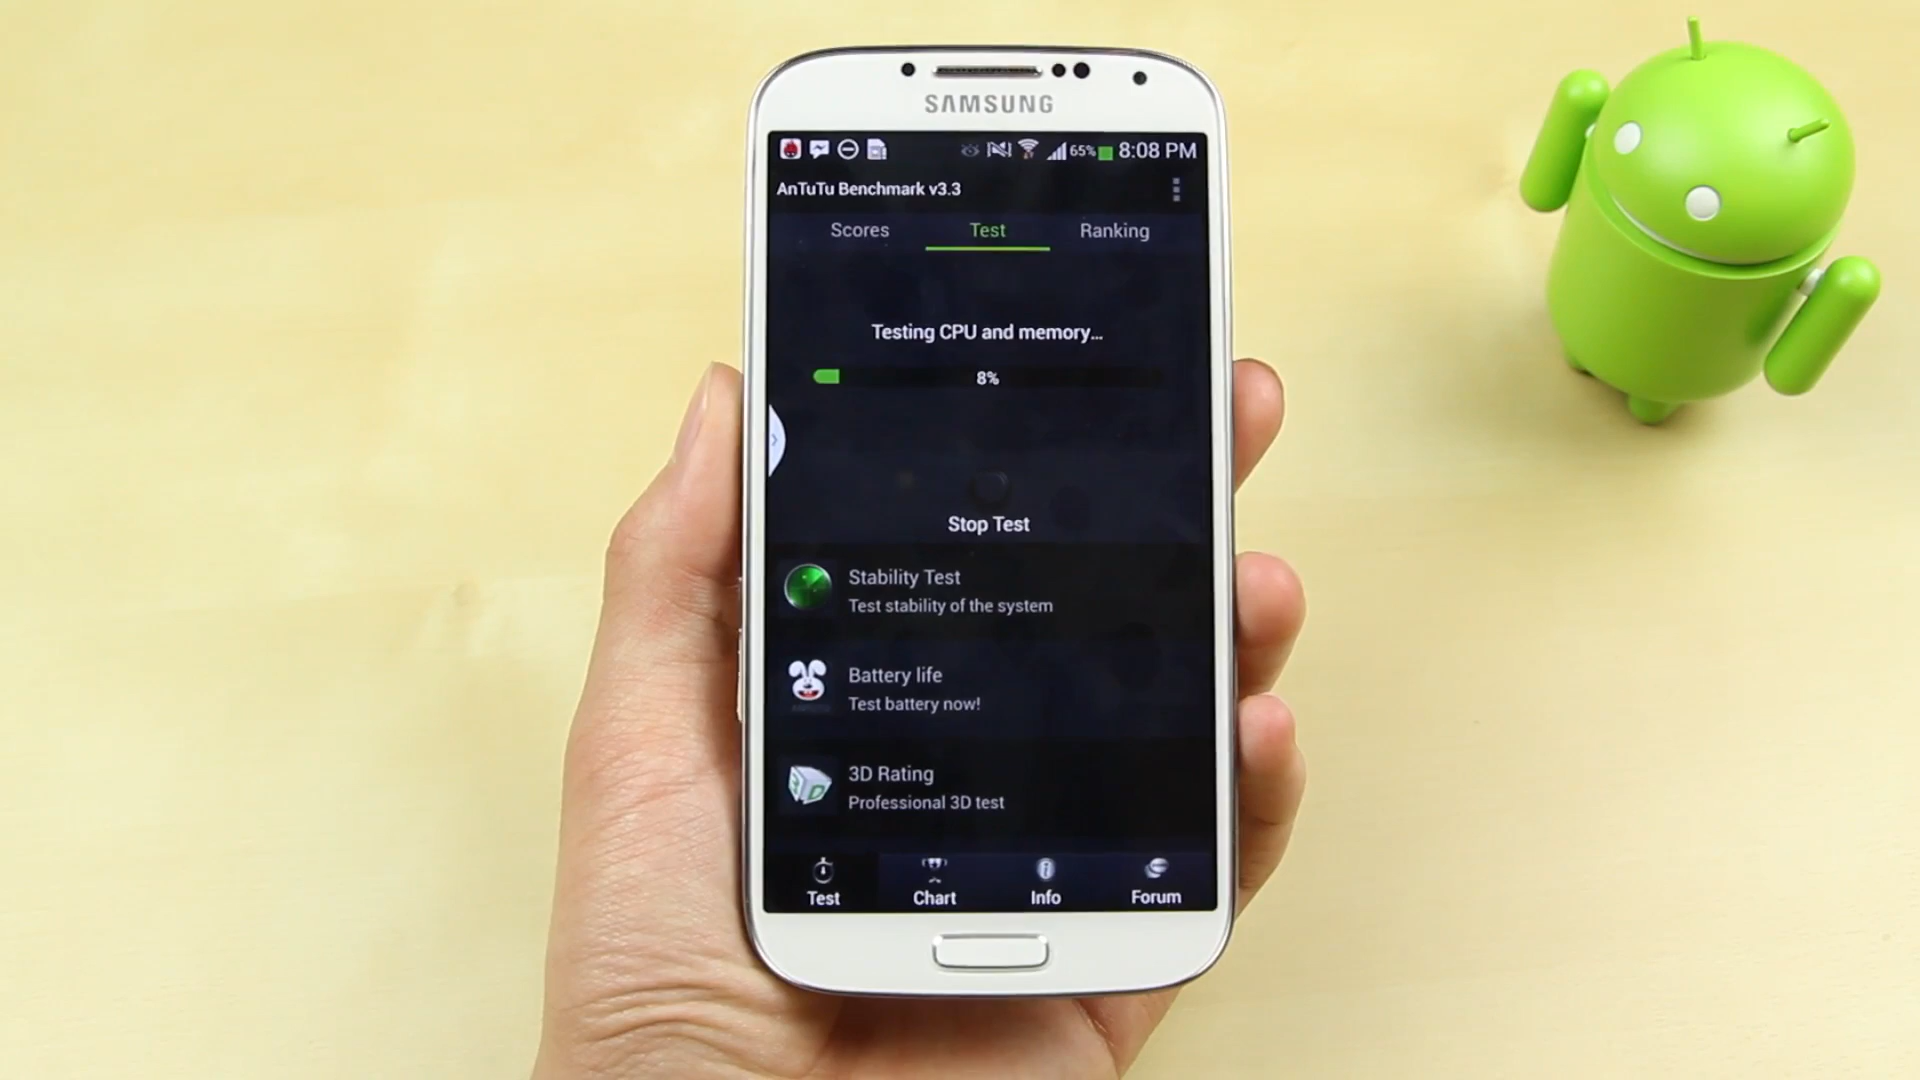 SAMSUNG
65% 8:08 PM
AnTuTu Benchmark v3.3
Scores Test Ranking
Testing CPU and memory...
8%
Stop Test
Stability Test
Test stability of the system
Battery life
Test battery now!
3D Rating
Professional 3D test
Test Chart Info Forum